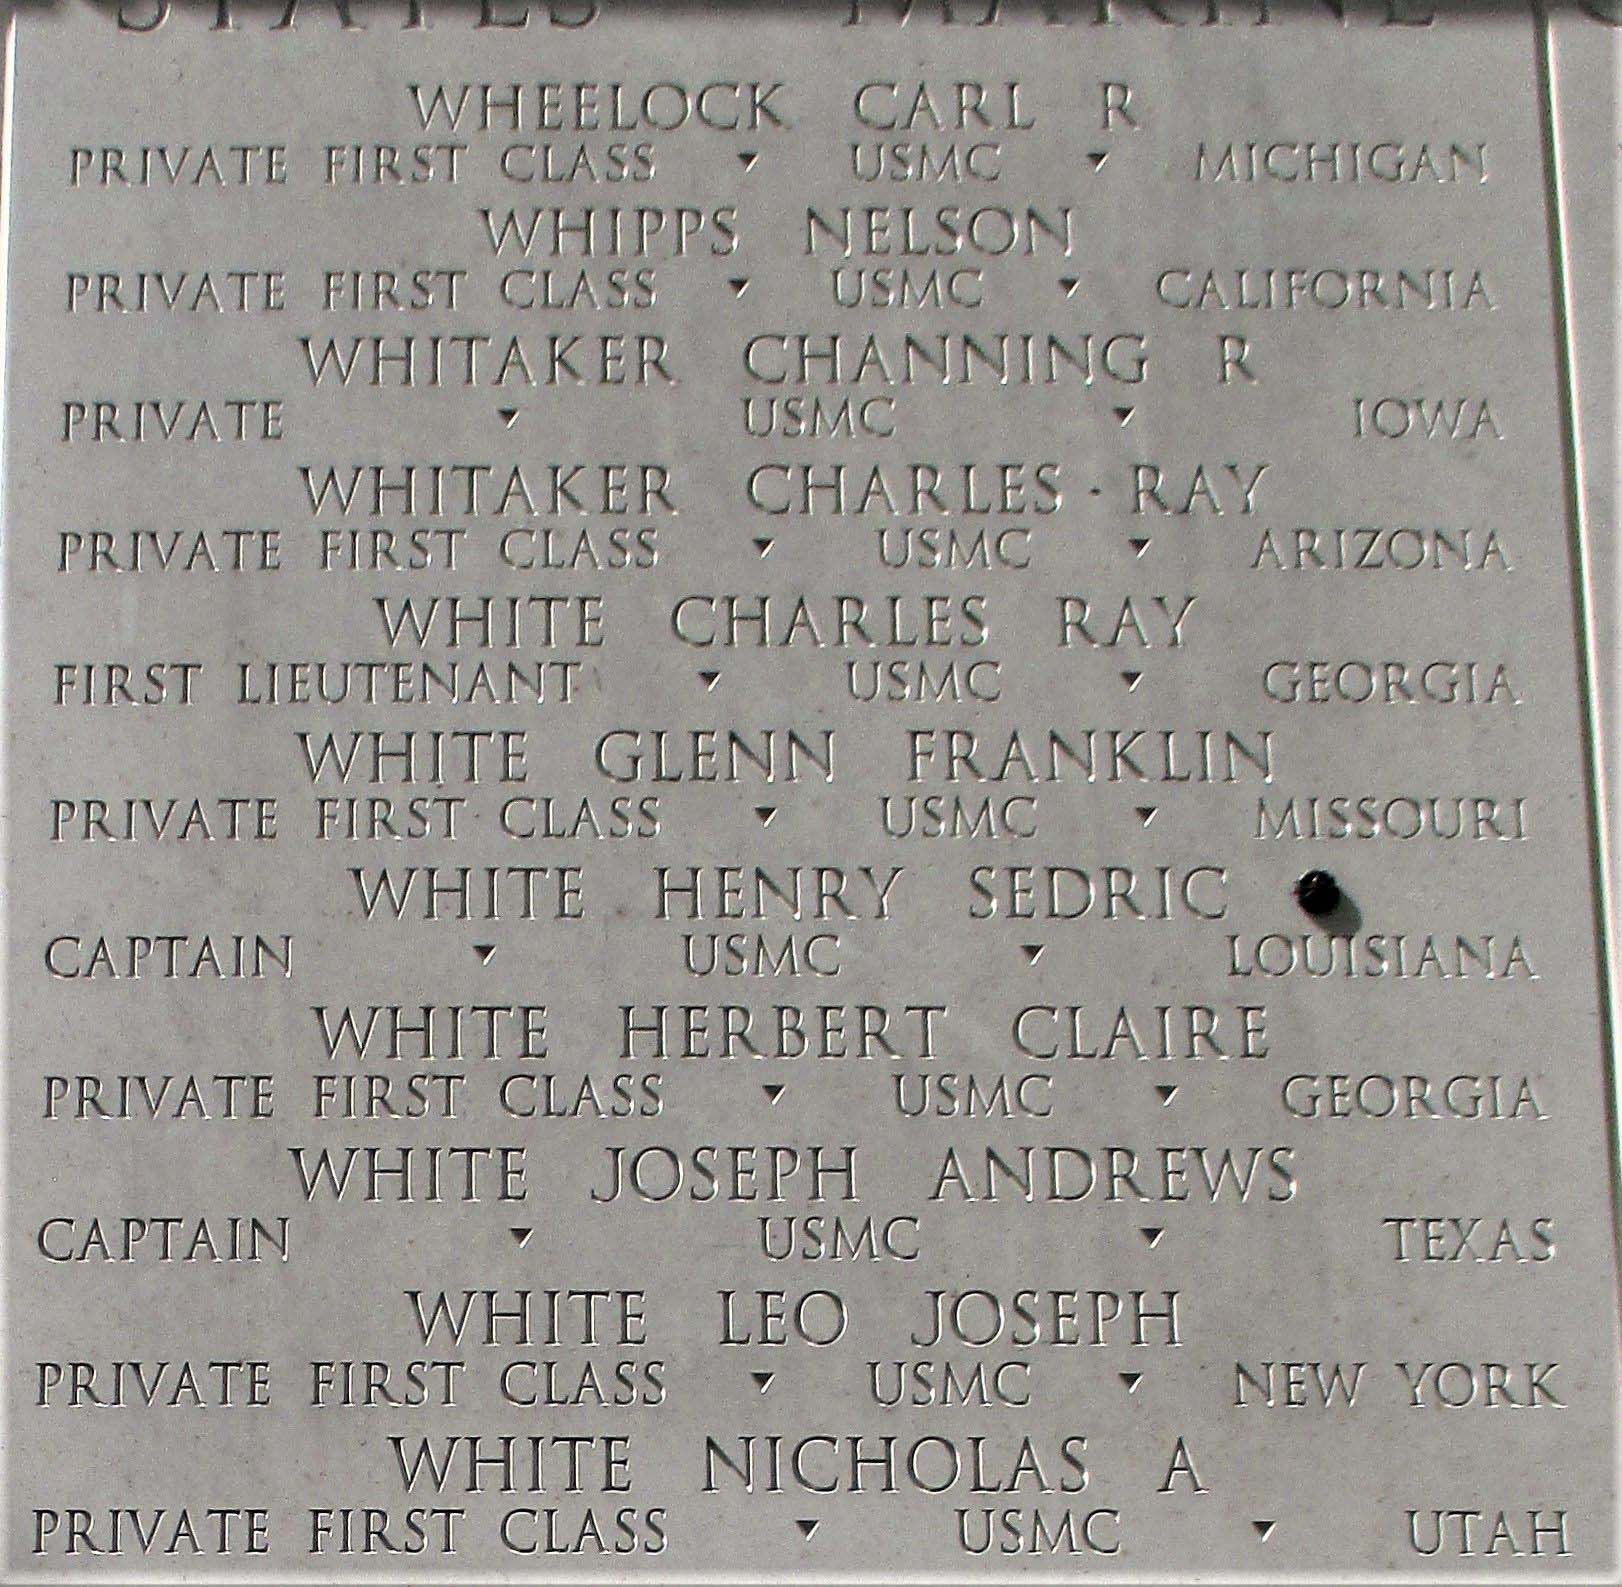 STATES MARINE
WHEELOCK CARL R
PRIVATE FIRST CLASS USMC MICHIGAN
WHIPPS NELSON
PRIVATE FIRST CLASS USMC CALIFORNIA
WHITAKER CHANNING R
PRIVATE USMC IOWA
WHITAKER CHARLES RAY
PRIVATE FIRST CLASS USMC ARIZONA
WHITE CHARLES RAY
FIRST LIEUTENANT USMC GEORGIA
WHITE GLENN FRANKLIN
PRIVATE FIRST CLASS USMC MISSOURI
WHITE HENRY SEDRIC
CAPTAIN USMC LOUISIANA
WHITE HERBERT CLAIRE
PRIVATE FIRST CLASS USMC GEORGIA
WHITE JOSEPH ANDREWS
CAPTAIN USMC TEXAS
WHITE LEO JOSEPH
PRIVATE FIRST CLASS USMC NEW YORK
WHITE NICHOLAS A
PRIVATE FIRST CLASS USMC UTAH